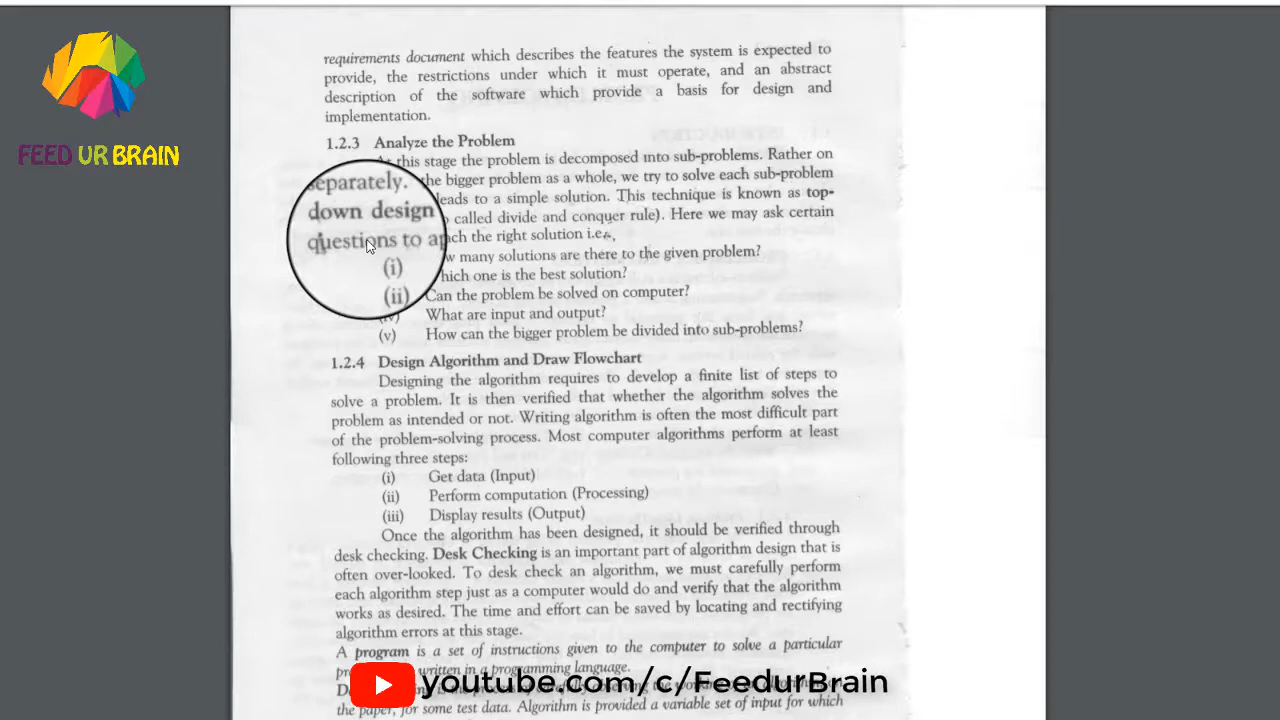 FEED UR BRAIN
requirements document which describes the features the system is expected to
provide, the restrictions under which it must operate, and an abstract
description of the software which provide a basis for design and
implementation.
1.2.3 Analyze the Problem
this stage the problem is decomposed into sub-problems. Rather on
separately. the bigger problem as a whole, we try to solve each sub-problem
leads to a simple solution. This technique is known as top-
down design called divide and conquer rule). Here we may ask certain
questions to ach the right solution i.e.,
(i) w many solutions are there to the given problem?
(ii) hich one is the best solution?
Can the problem be solved on computer?
(iv) What are input and output?
(v) How can the bigger problem be divided into sub-problems?
1.2.4 Design Algorithm and Draw Flowchart
Designing the algorithm requires to develop a finite list of steps to
solve a problem. It is then verified that whether the algorithm solves the
problem as intended or not. Writing algorithm is often the most difficult part
of the problem-solving process. Most computer algorithms perform at least
following three steps:
(i) Get data (Input)
(ii) Perform computation (Processing)
(iii) Display results (Output)
Once the algorithm has been designed, it should be verified through
desk checking. Desk Checking is an important part of algorithm design that is
often over-looked. To desk check an algorithm, we must carefully perform
each algorithm step just as a computer would do and verify that the algorithm
works as desired. The time and effort can be saved by locating and rectifying
algorithm errors at this stage.
A program is a set of instructions given to the computer to solve a particular
written in a programming language.
youtube.com/c/FeedurBrain
the paper, for some test data. Algorithm is provided a variable set of input for which